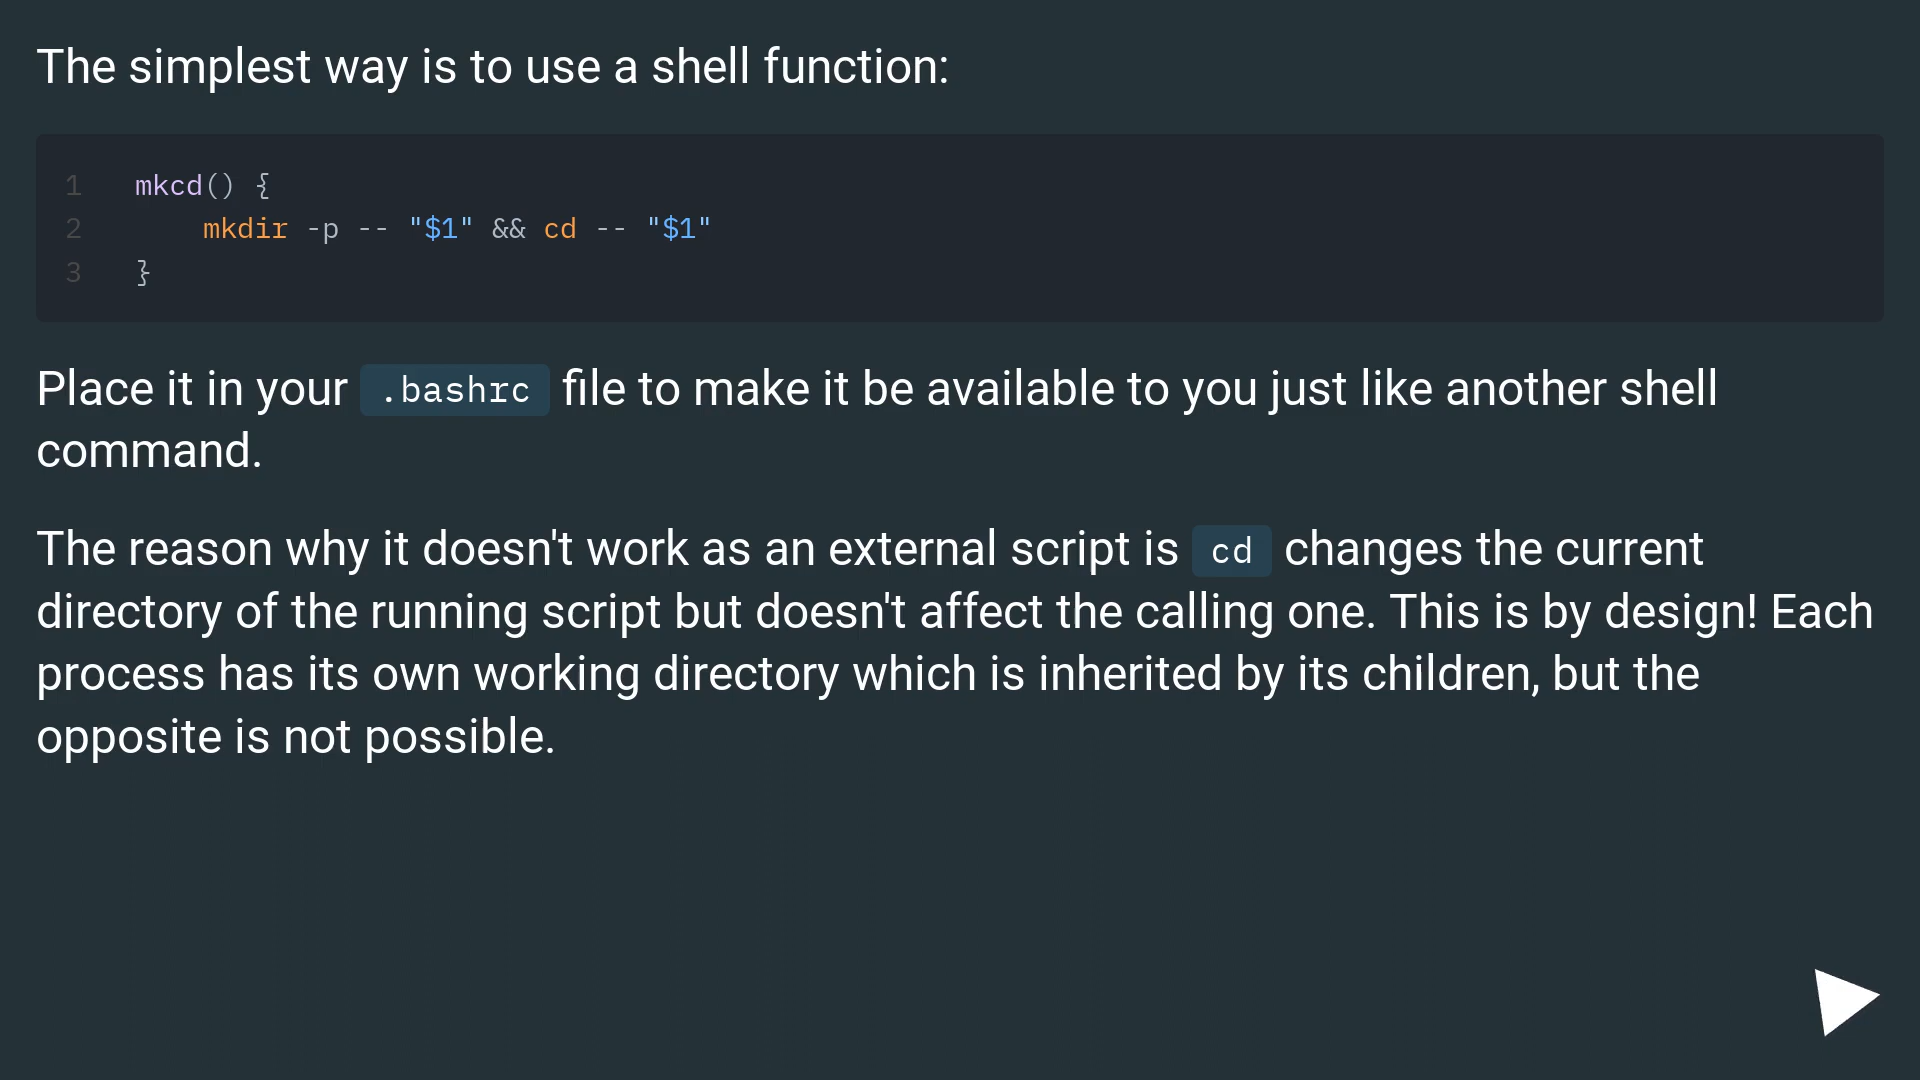 The simplest way is to use a shell function:
1 mkcd() {
2     mkdir -p -- "$1" && cd -- "$1"
3 }
Place it in your .bashrc file to make it be available to you just like another shell
command.
The reason why it doesn't work as an external script is cd changes the current
directory of the running script but doesn't affect the calling one. This is by design! Each
process has its own working directory which is inherited by its children, but the
opposite is not possible.